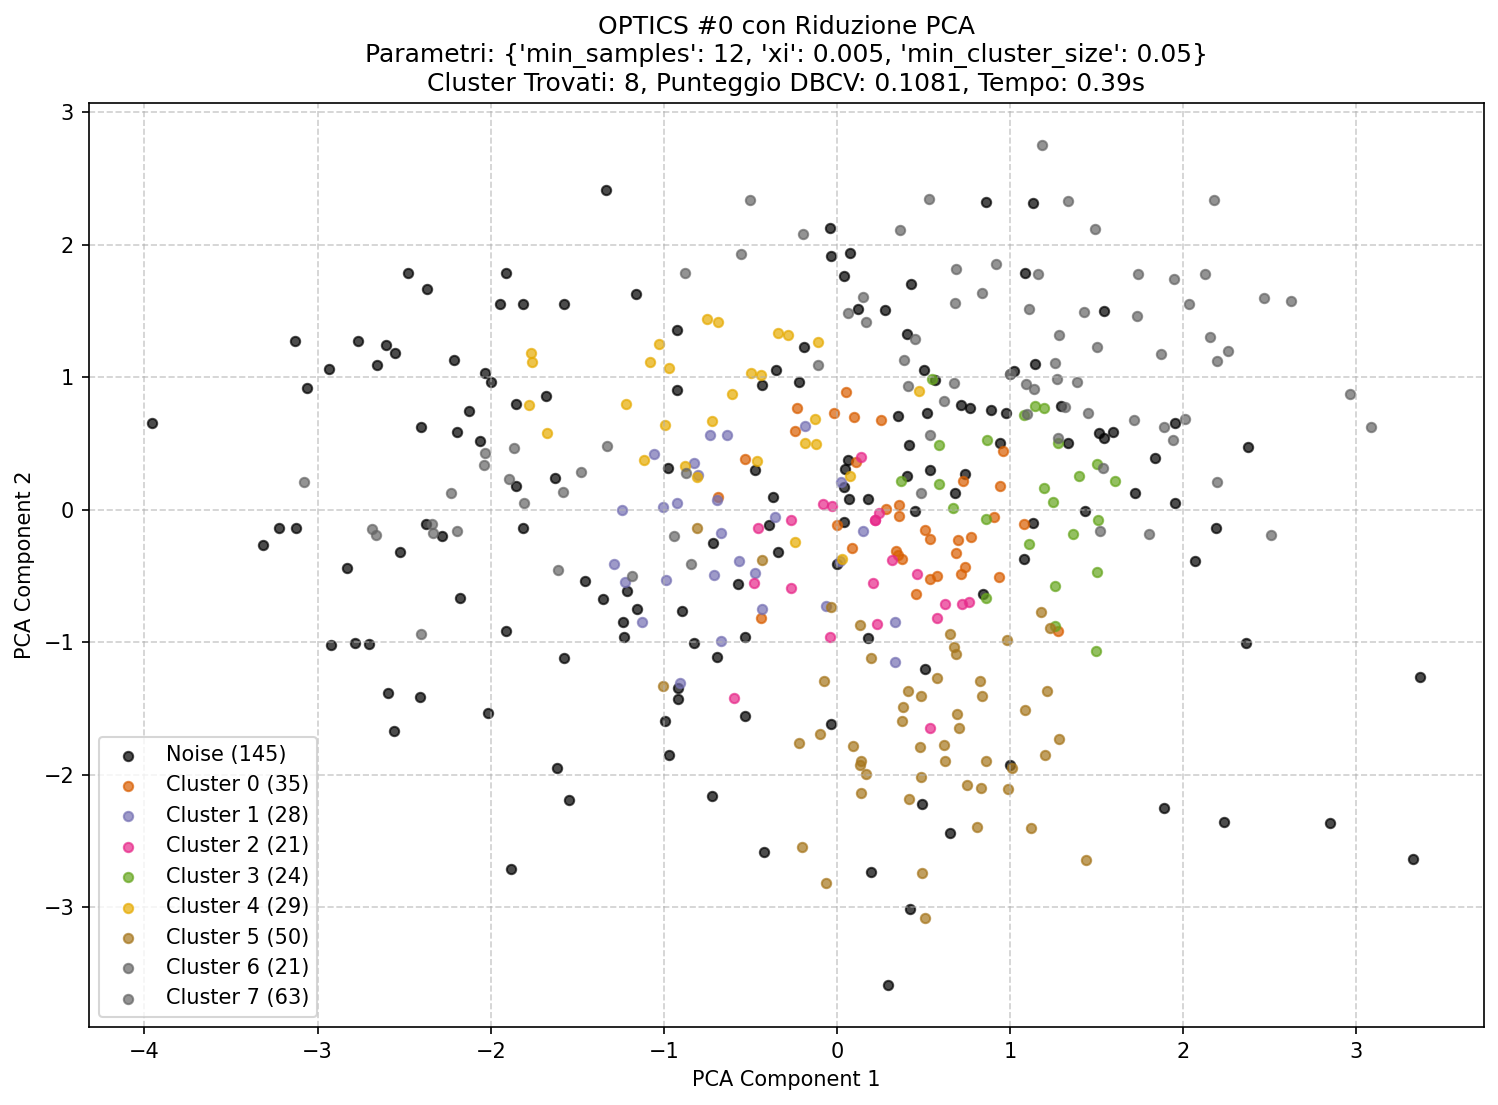 OPTICS #0 con Riduzione PCA
Parametri: {'min_samples': 12, 'xi': 0.005, 'min_cluster_size': 0.05}
Cluster Trovati: 8, Punteggio DBCV: 0.1081, Tempo: 0.39s
3
2
1
0
−1
−2
−3
PCA Component 2
Noise (145)
Cluster 0 (35)
Cluster 1 (28)
Cluster 2 (21)
Cluster 3 (24)
Cluster 4 (29)
Cluster 5 (50)
Cluster 6 (21)
Cluster 7 (63)
−4 −3 −2 −1 0 1 2 3
PCA Component 1